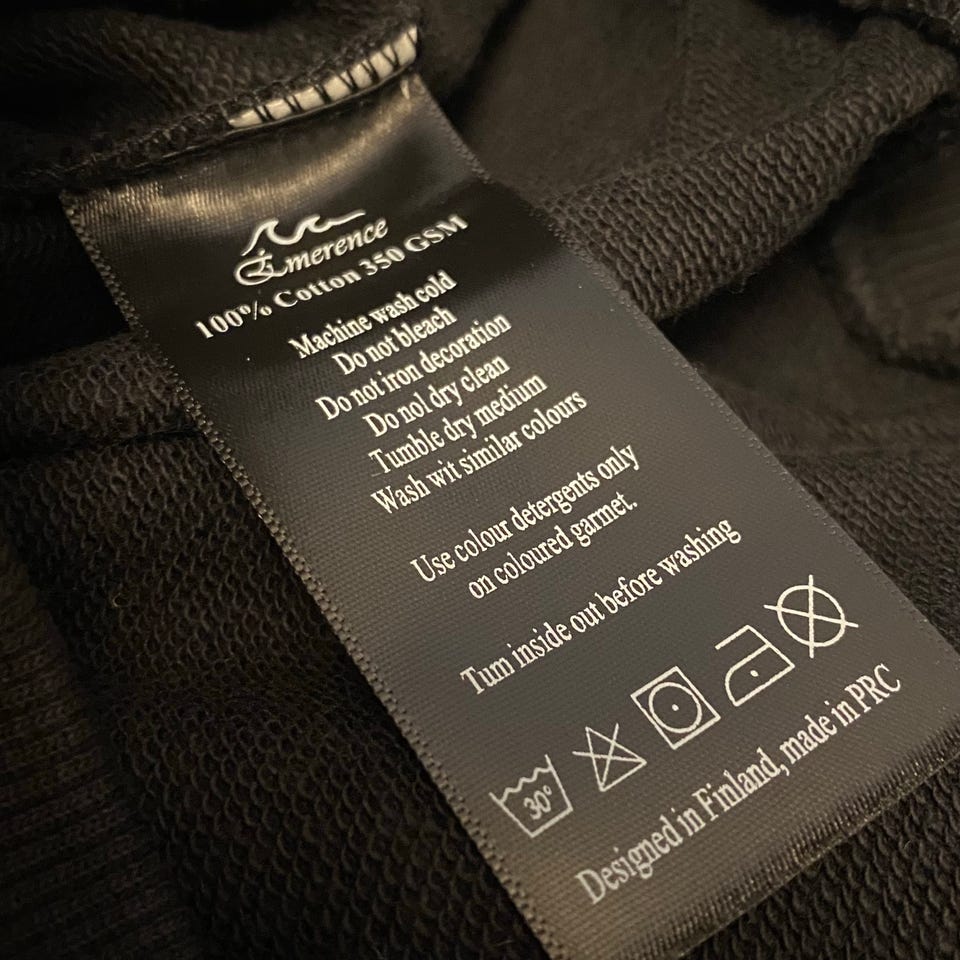 Emerence
100% Cotton 350 GSM
Machine wash cold
Do not bleach
Do not iron decoration
Do nol dry clean
Tumble dry medium
Wash wit similar colours
Use colour detergents only
on coloured garmet.
Tum inside out before washing
30°
Designed in Finland, made in PRC